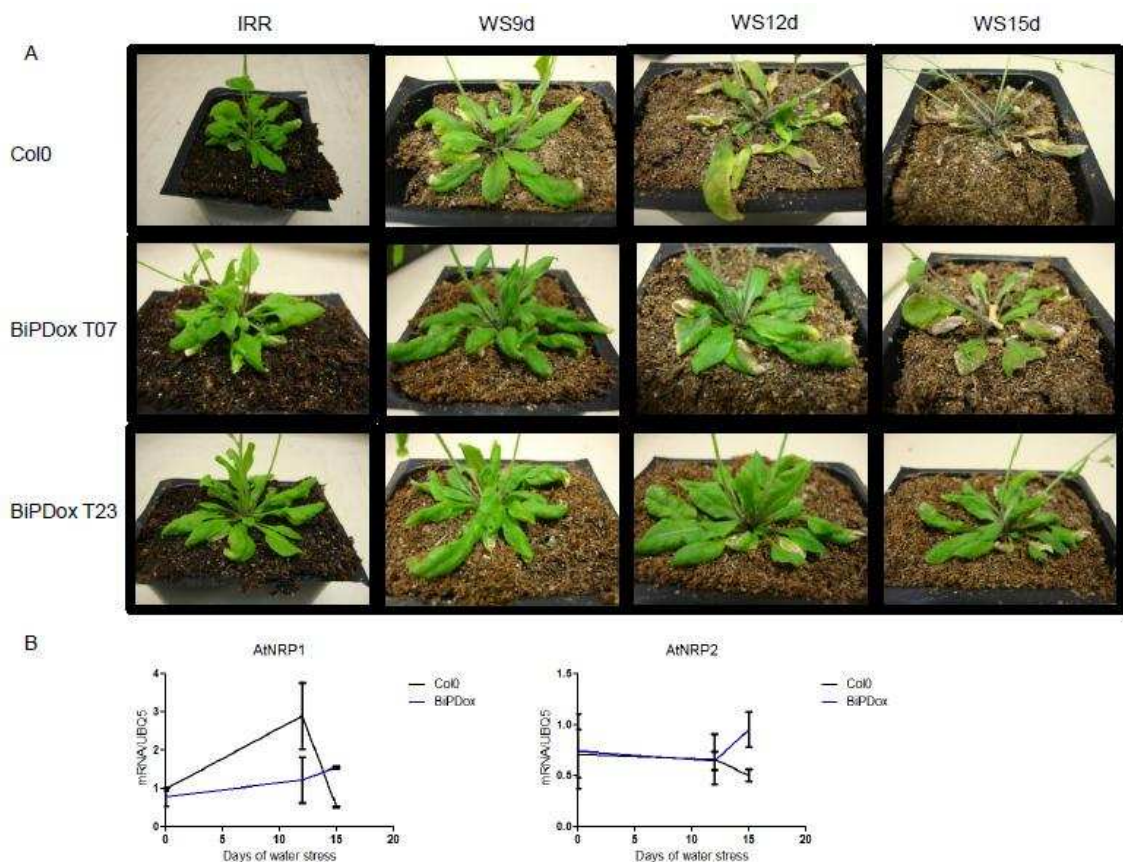 IRR WS9d WS12d WS15d
A
Col0
BiPDox T07
BiPDox T23
B
AtNRP1
4
3
2
1
0
mRNA/UBQ5
0 5 10 15 20
Days of water stress
Col0
BiPDox
AtNRP2
1.5
1.0
0.5
0.0
mRNA/UBQ5
0 5 10 15 20
Days of water stress
Col0
BiPDox